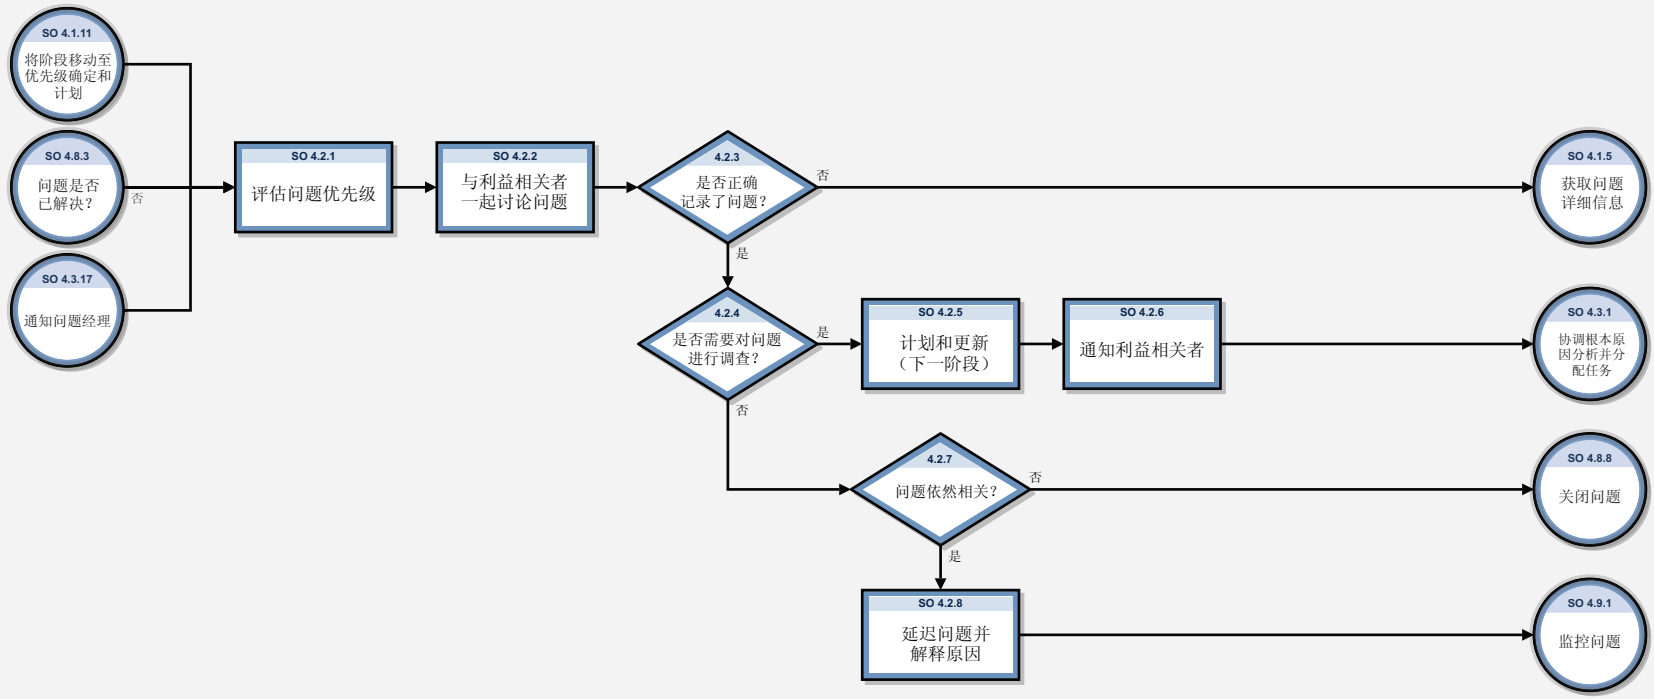 SO 4.1.11
将阶段移动至
优先级确定和
计划
SO 4.8.3
问题是否
已解决？
否
SO 4.3.17
通知问题经理
SO 4.2.1
评估问题优先级
SO 4.2.2
与利益相关者
一起讨论问题
4.2.3
是否正确
记录了问题？
否
是
SO 4.1.5
获取问题
详细信息
4.2.4
是否需要对问题
进行调查？
是
否
SO 4.2.5
计划和更新
（下一阶段）
SO 4.2.6
通知利益相关者
SO 4.3.1
协调根本原
因分析并分
配任务
4.2.7
问题依然相关？
否
是
SO 4.8.8
关闭问题
SO 4.2.8
延迟问题并
解释原因
SO 4.9.1
监控问题